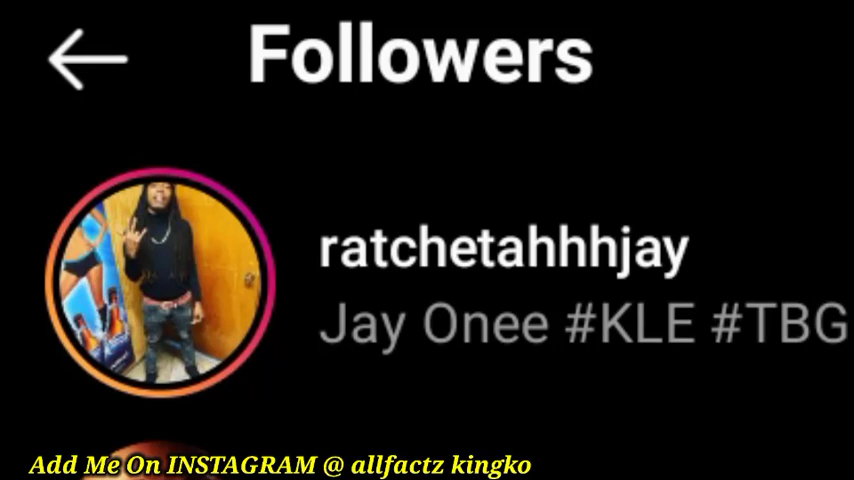 Followers
ratchetahhhjay
Jay Onee #KLE #TBG
Add Me On INSTAGRAM @ allfactz kingko